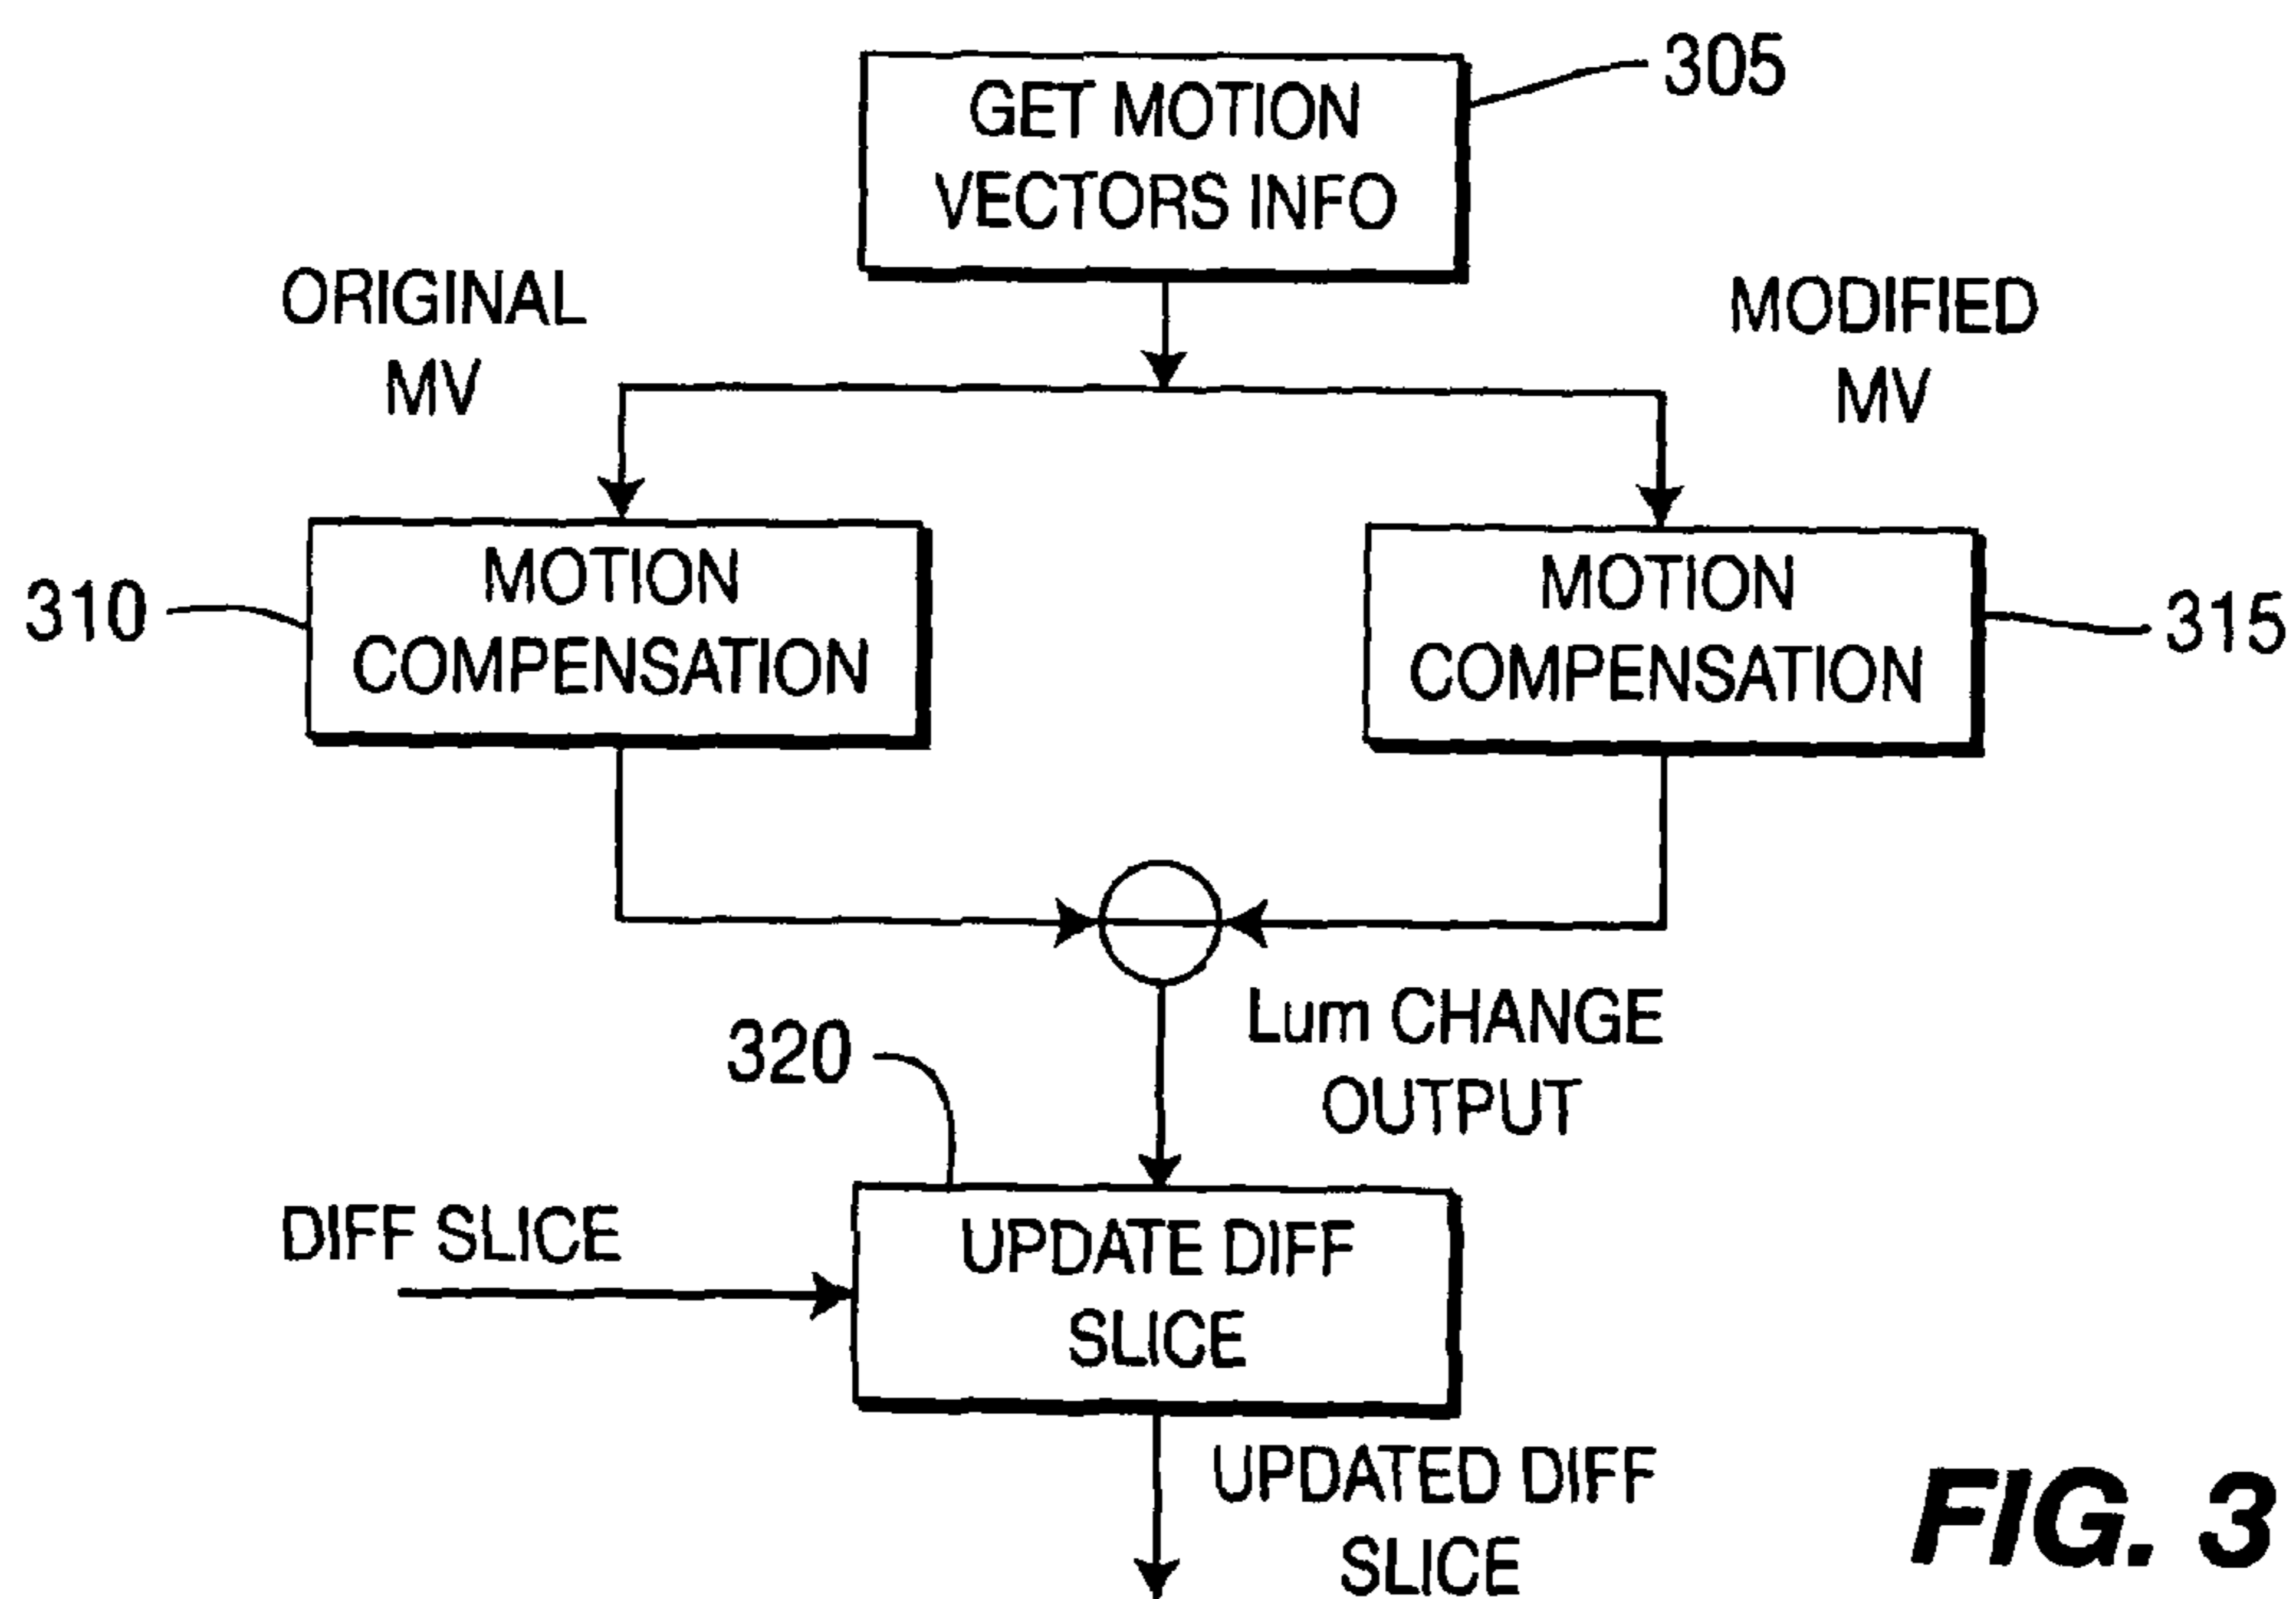 GET MOTION
VECTORS INFO
305
ORIGINAL
MV
MODIFIED
MV
310
MOTION
COMPENSATION
MOTION
COMPENSATION
315
Lum CHANGE
OUTPUT
320
DIFF SLICE
UPDATE DIFF
SLICE
UPDATED DIFF
SLICE
FIG. 3